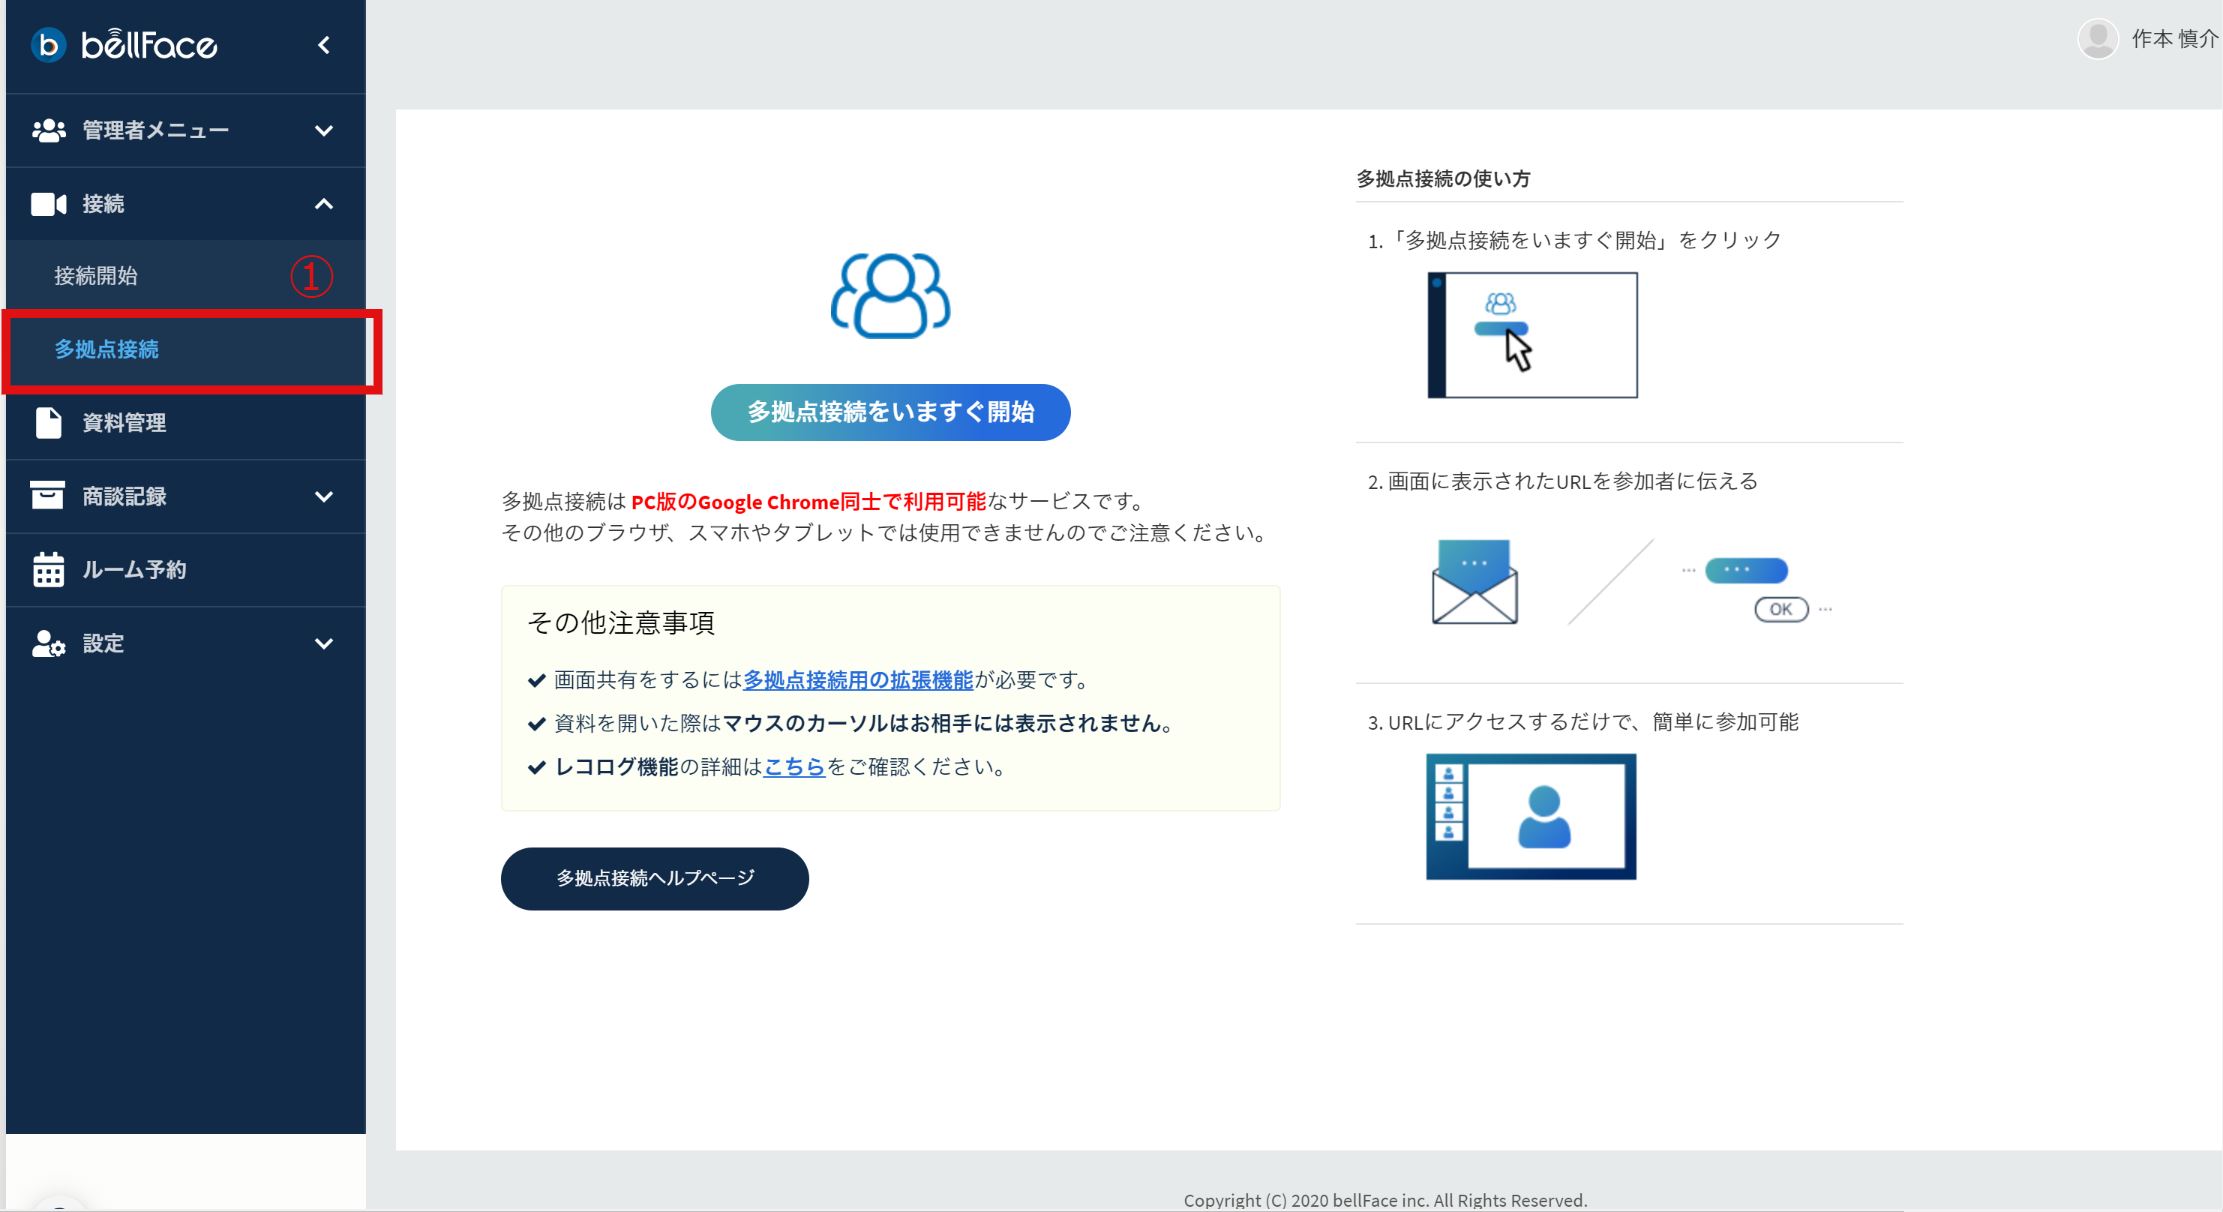 bellFace
作本 慎介
管理者メニュー
接続
接続開始
①
多拠点接続
資料管理
商談記録
ルーム予約
設定
多拠点接続をいますぐ開始
多拠点接続は PC版のGoogle Chrome同士で利用可能なサービスです。
その他のブラウザ、スマホやタブレットでは使用できませんのでご注意ください。
その他注意事項
画面共有をするには多拠点接続用の拡張機能が必要です。
資料を開いた際はマウスのカーソルはお相手には表示されません。
レコログ機能の詳細はこちらをご確認ください。
多拠点接続ヘルプページ
多拠点接続の使い方
1.「多拠点接続をいますぐ開始」をクリック
2. 画面に表示されたURLを参加者に伝える
OK
3. URLにアクセスするだけで、簡単に参加可能
Copyright (C) 2020 bellFace inc. All Rights Reserved.